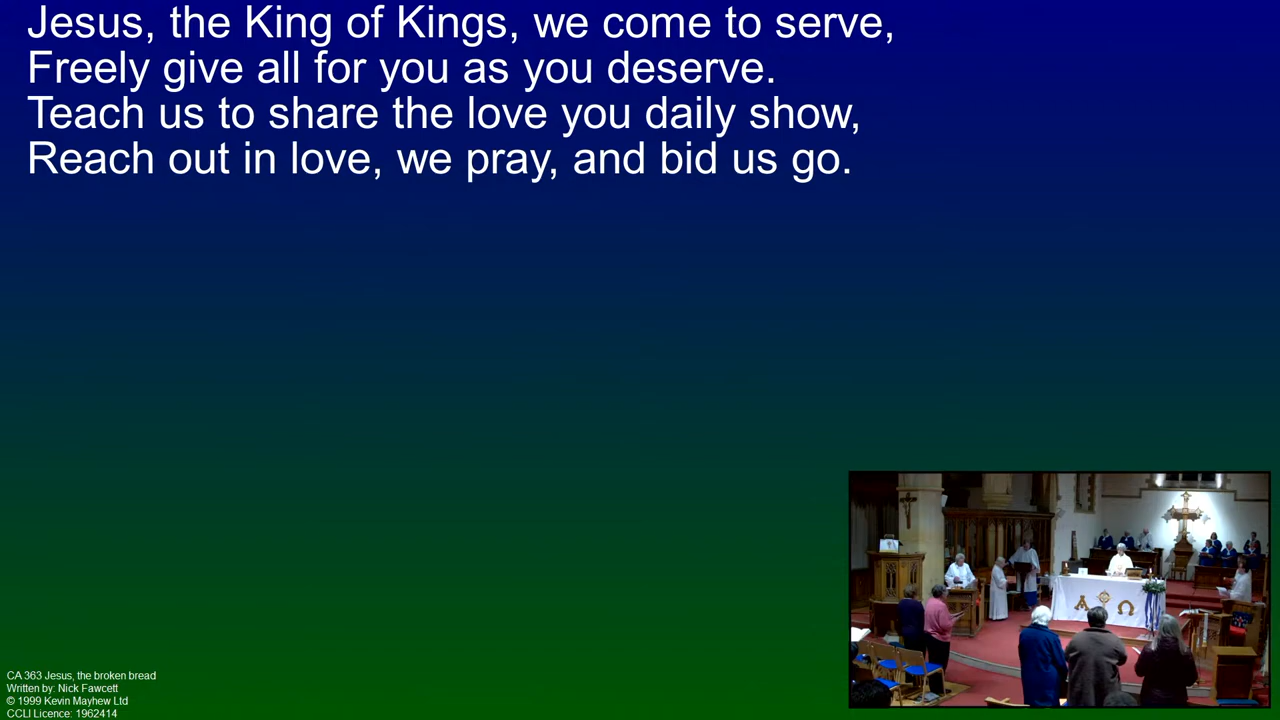 Jesus, the King of Kings, we come to serve,
Freely give all for you as you deserve.
Teach us to share the love you daily show,
Reach out in love, we pray, and bid us go.
CA 363 Jesus, the broken bread
Written by: Nick Fawcett
© 1999 Kevin Mayhew Ltd
CCLI Licence: 1962414
Α Ω